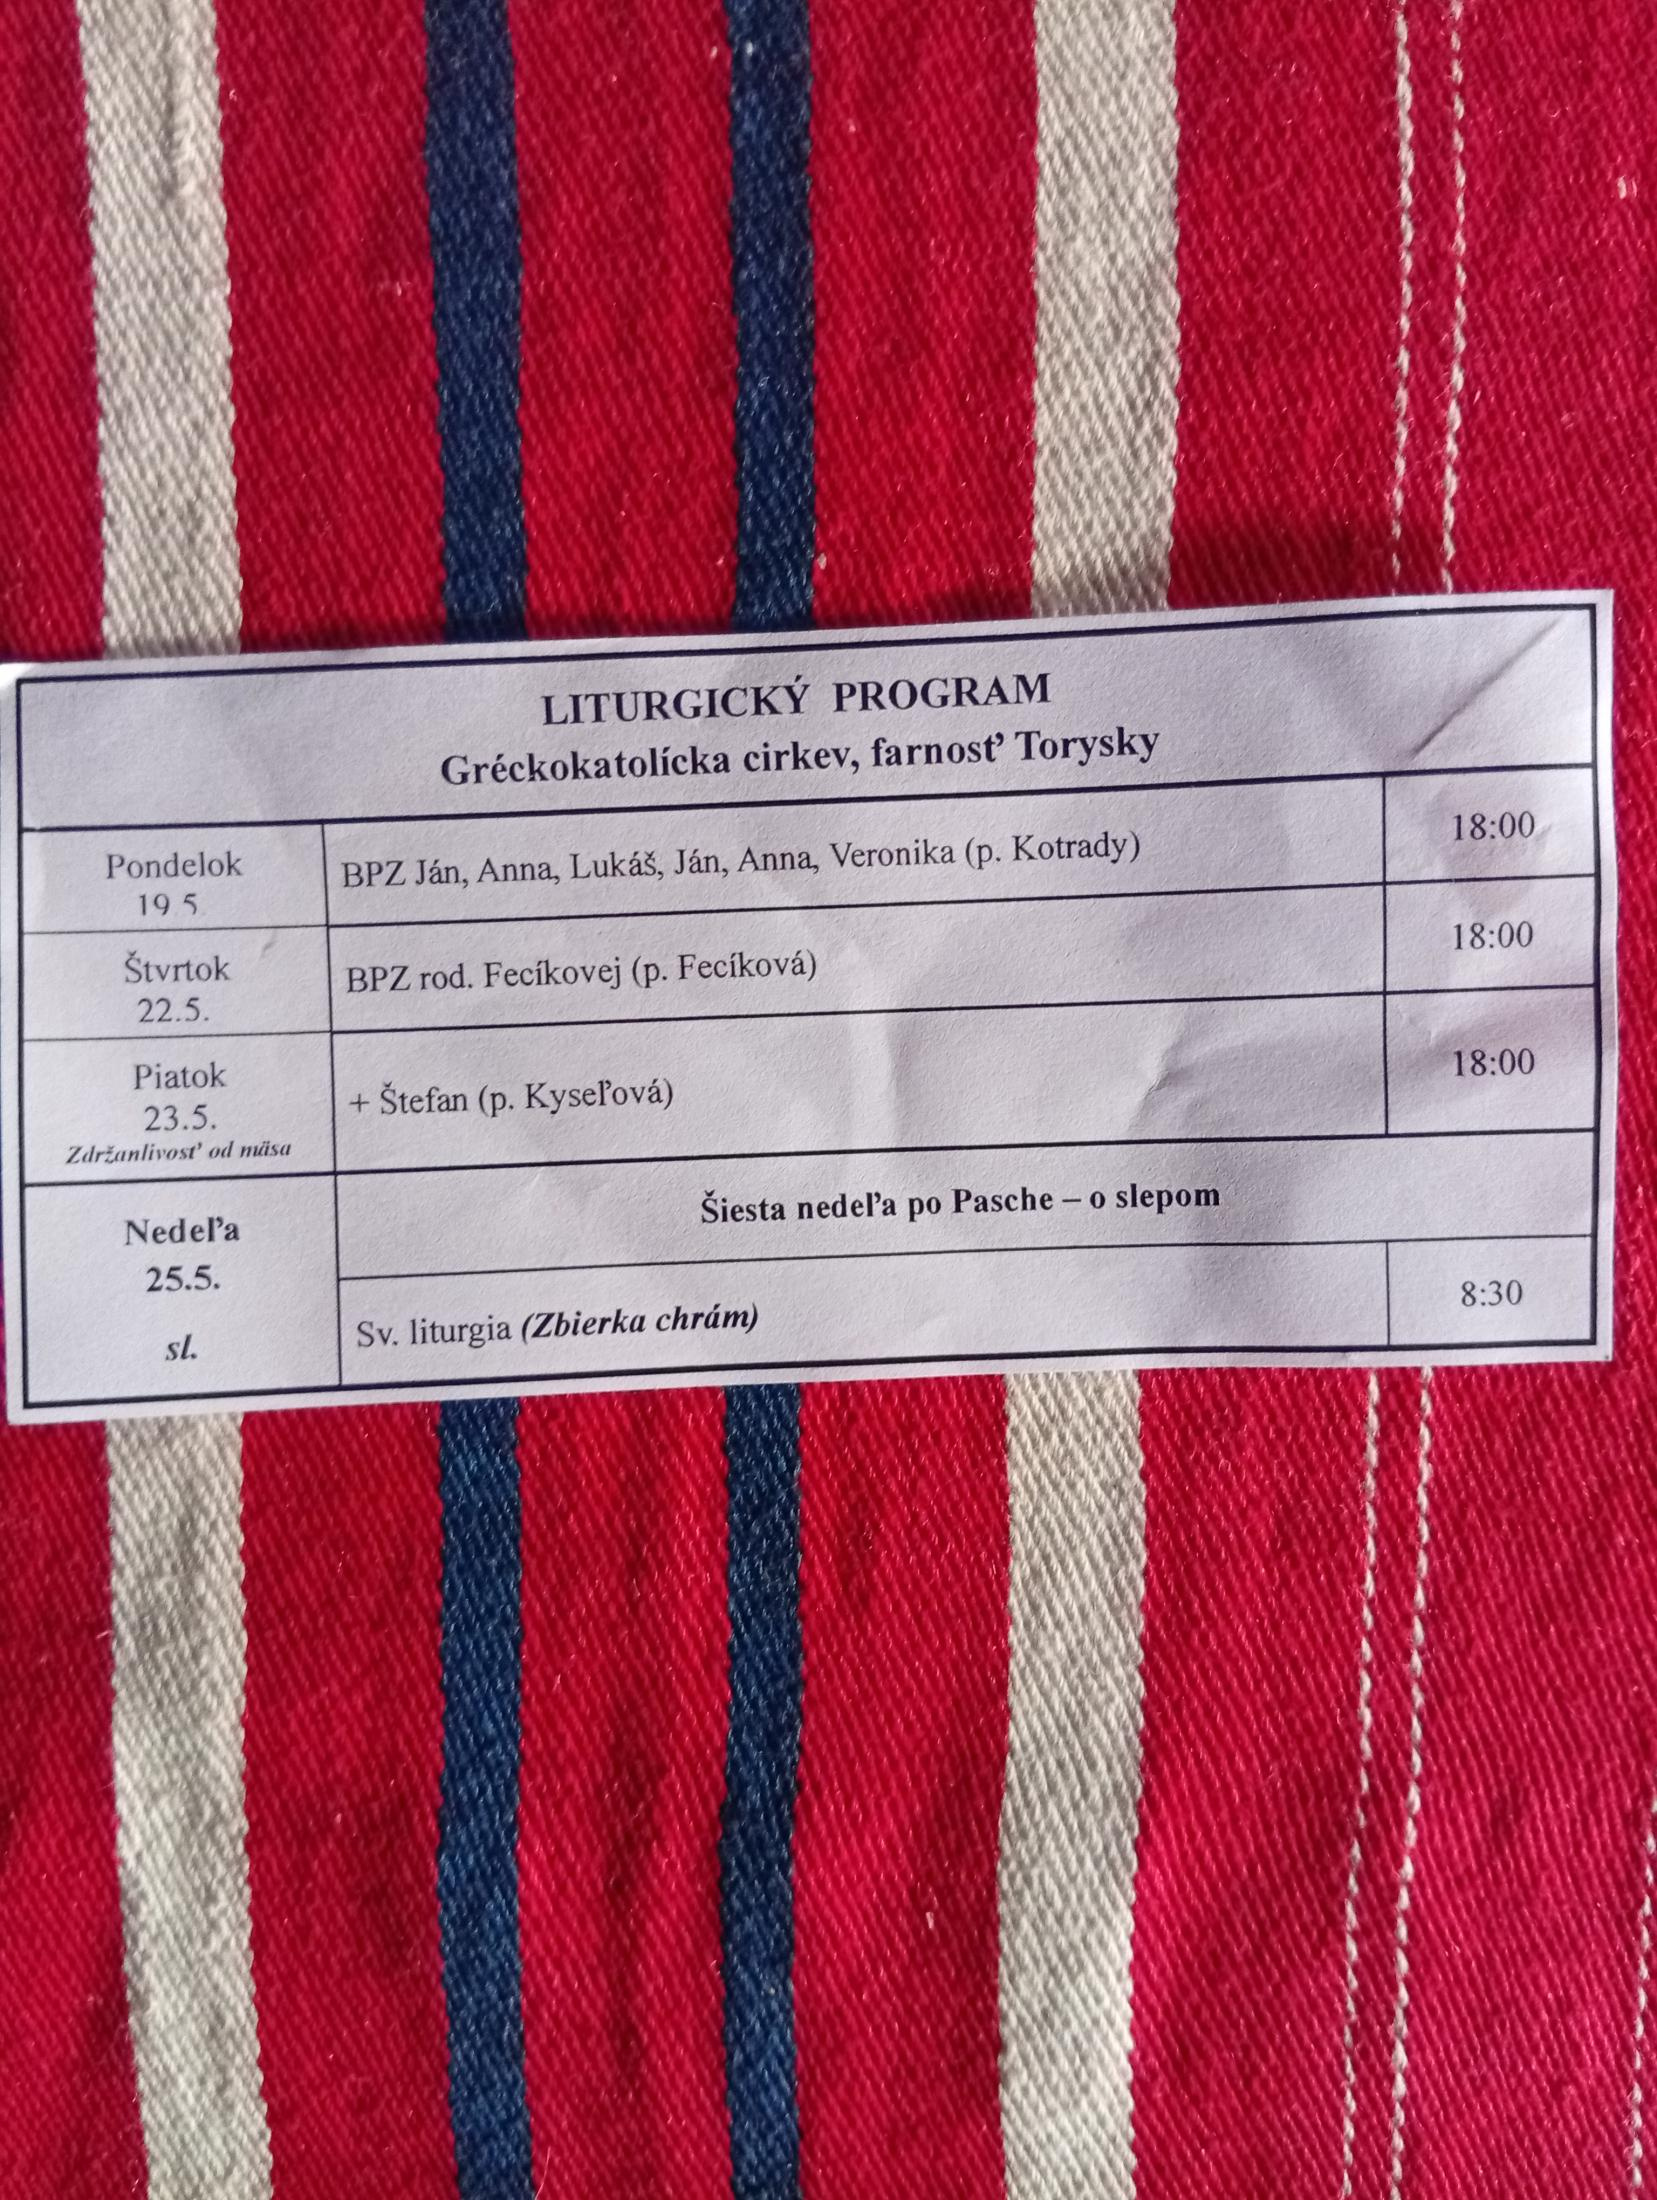 LITURGICKÝ PROGRAM
Gréckokatolícka cirkev, farnosť Torysky
Pondelok
19 5
BPZ Ján, Anna, Lukáš, Ján, Anna, Veronika (p. Kotrady)
18:00
Štvrtok
22.5.
BPZ rod. Fecíkovej (p. Fecíková)
18:00
Piatok
23.5.
Zdržanlivosť od mäsa
+ Štefan (p. Kyseľová)
18:00
Nedeľa
25.5.
sl.
Šiesta nedeľa po Pasche – o slepom
Sv. liturgia (Zbierka chrám)
8:30